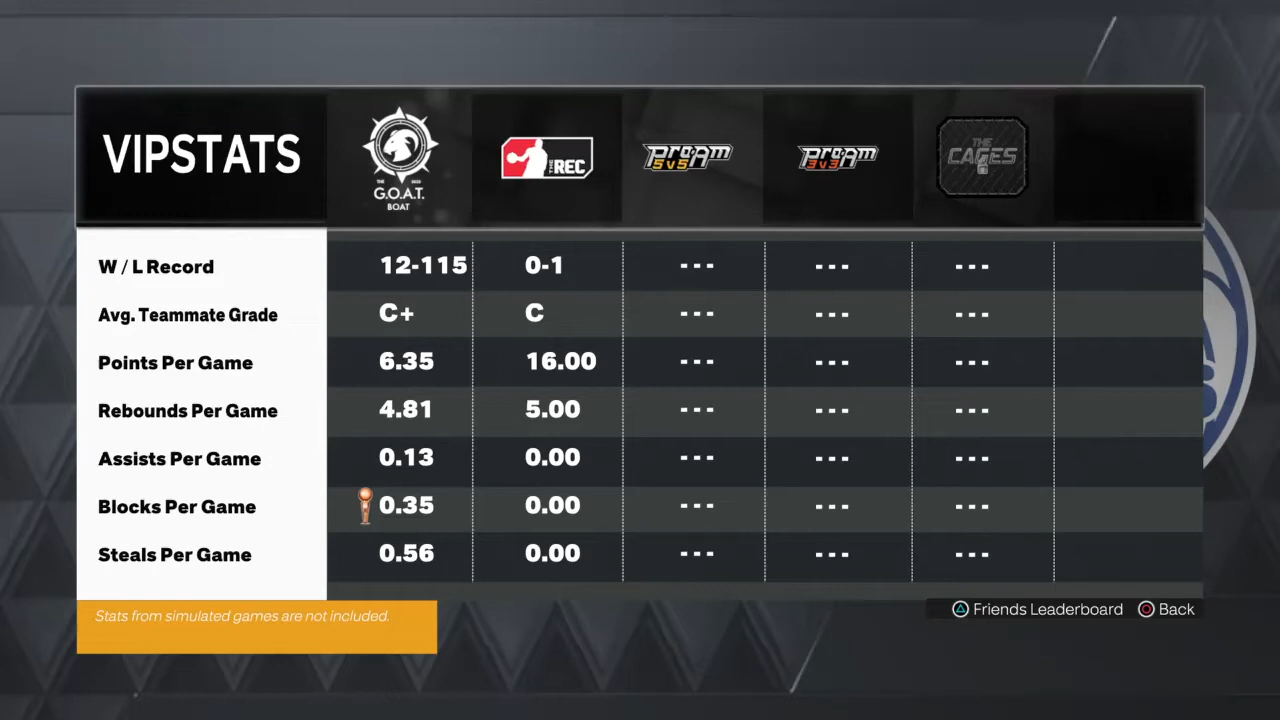 VIPSTATS
G.O.A.T.
BOAT
THE REC
PRO-AM
5v5
PRO-AM
3v3
THE
CAGES
W / L Record 12-115 0-1 --- --- ---
Avg. Teammate Grade C+ C --- --- ---
Points Per Game 6.35 16.00 --- --- ---
Rebounds Per Game 4.81 5.00 --- --- ---
Assists Per Game 0.13 0.00 --- --- ---
Blocks Per Game 0.35 0.00 --- --- ---
Steals Per Game 0.56 0.00 --- --- ---
Stats from simulated games are not included.
Friends Leaderboard Back